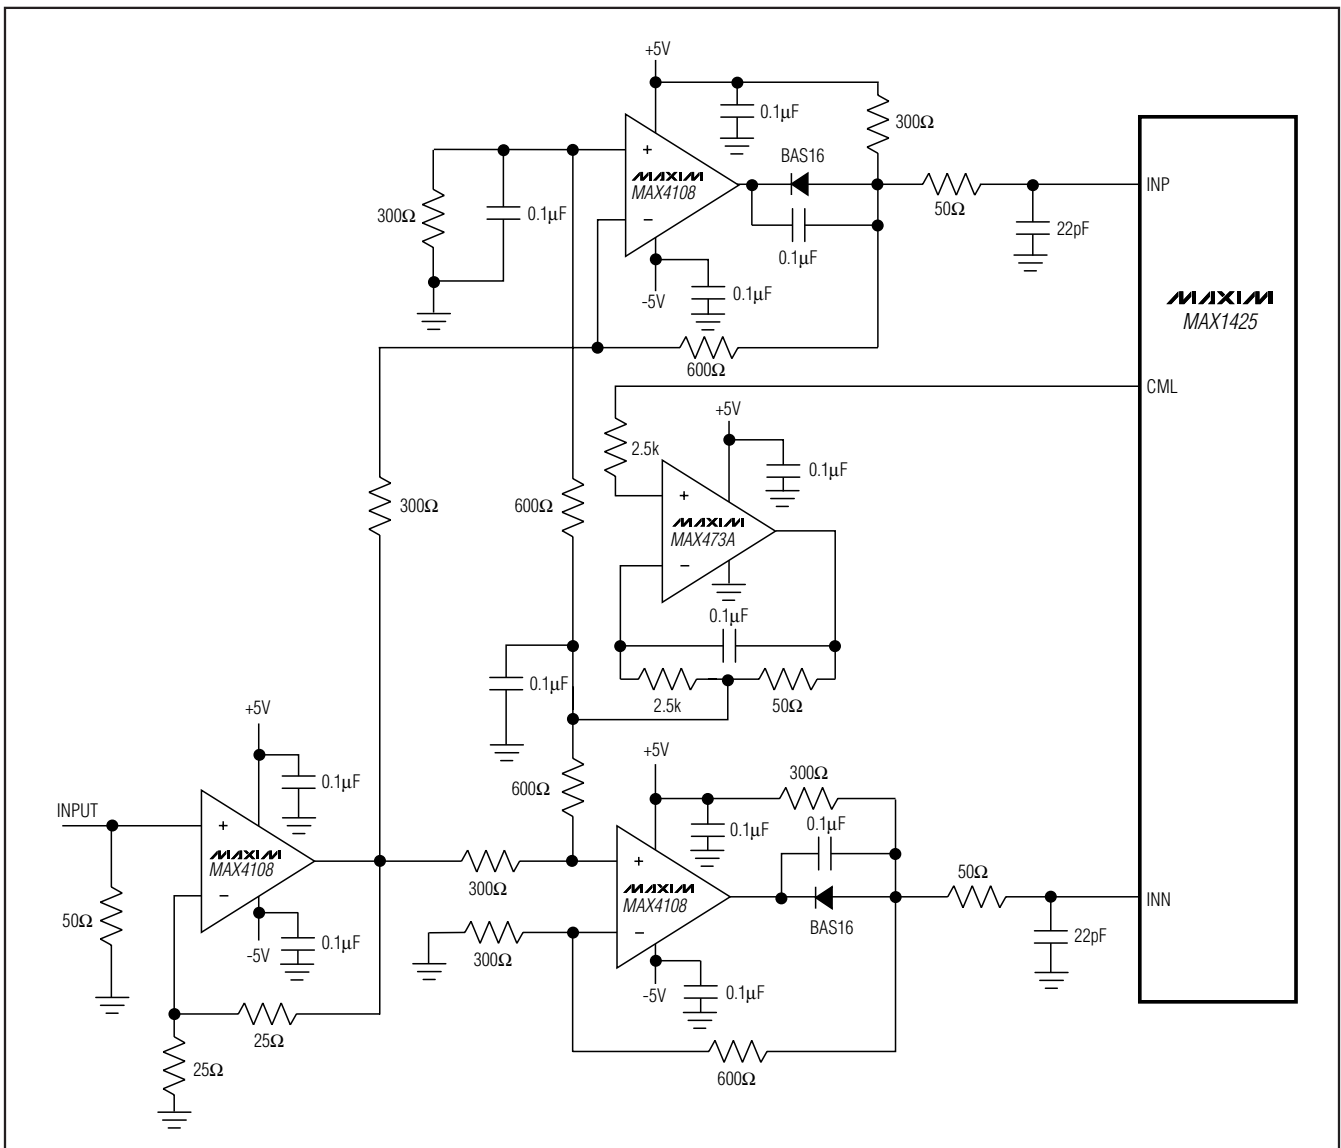 +5V
0.1µF
300Ω
BAS16
+
MAXIM
MAX4108
INP
300Ω
0.1µF
−
50Ω
22pF
0.1µF
-5V
0.1µF
MAXIM
MAX1425
600Ω
CML
+5V
2.5k
0.1µF
+
300Ω
600Ω
MAXIM
MAX473A
−
0.1µF
0.1µF
2.5k
50Ω
+5V
+5V
0.1µF
600Ω
300Ω
INPUT
0.1µF
0.1µF
+
MAXIM
MAX4108
+
50Ω
300Ω
MAXIM
MAX4108
−
INN
50Ω
BAS16
−
22pF
0.1µF
-5V
300Ω
-5V
0.1µF
25Ω
25Ω
600Ω